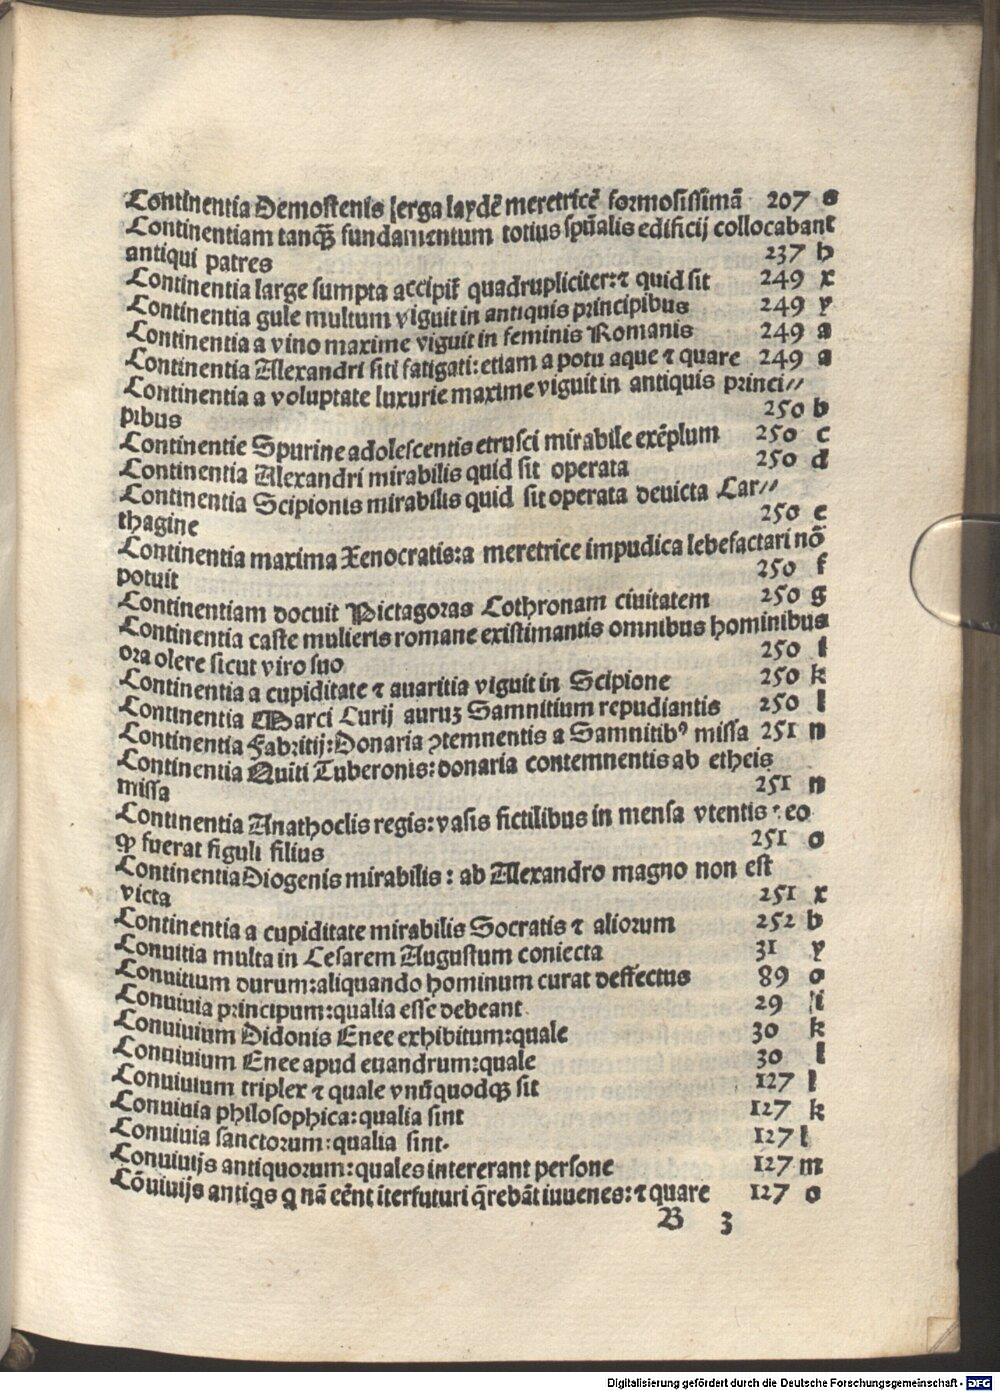 Continentia Demostenis erga laydē meretricē formosissimā 207 s
Continentiam tanq̄ fundamentum totius spūalis edificij collocabant
antiqui patres 237 h
Continentia large sumpta accipit̄ quadrupliciter:⁊ quid sit 249 x
Continentia gule multum viguit in antiquis principibus 249 y
Continentia a vino maxime viguit in feminis Romanis 249 a
Continentia Alexandri siti fatigati:etiam a potu aque ⁊ quare 249 a
Continentia a voluptate luxurie maxime viguit in antiquis princi//
pibus 250 b
Continentie Spurine adolescentis etrusci mirabile exēplum 250 c
Continentia Alexandri mirabilis quid sit operata 250 d
Continentia Scipionis mirabilis quid sit operata deuicta Car//
thagine 250 e
Continentia maxima Xenocratis:a meretrice impudica lebefactari nō
potuit 250 f
Continentiam docuit Pictagoras Cothronam ciuitatem 250 g
Continentia caste mulieris romane existimantis omnibus hominibus
ora olere sicut viro suo 250 i
Continentia a cupiditate ⁊ auaritia viguit in Scipione 250 k
Continentia Marci Curij auruꝫ Samnitium repudiantis 250 l
Continentia Fabritij:Donaria ꝯtemnentis a Samnitibꝰ missa 251 n
Continentia Quiti Tuberonis:donaria contemnentis ab etheis
missa 251 n
Continentia Anathoclis regis:vasis fictilibus in mensa vtentis:eo
ꝙ fuerat figuli filius 251 o
Continentia Diogenis mirabilis: ab Alexandro magno non est
victa 251 x
Continentia a cupiditate mirabilis Socratis ⁊ aliorum 252 b
Conuitia multa in Cesarem Augustum coniecta 31 y
Conuitium durum:aliquando hominum curat deffectus 89 o
Conuiuia principum:qualia esse debeant 29 i
Conuiuium Didonis Enee exhibitum:quale 30 k
Conuiuium Enee apud euandrum:quale 30 l
Conuiuium triplex ⁊ quale vnūquodqꝫ sit 127 l
Conuiuia philosophica:qualia sint 127 k
Conuiuia sanctorum:qualia sint. 127 l
Conuiuijs antiquorum:quales intererant persone 127 m
Cōuiuijs antiqs q nā eēnt īterfuturi q̄rebāt iuuenes:⁊ quare 127 o
B 3
Digitalisierung gefördert durch die Deutsche Forschungsgemeinschaft - DFG